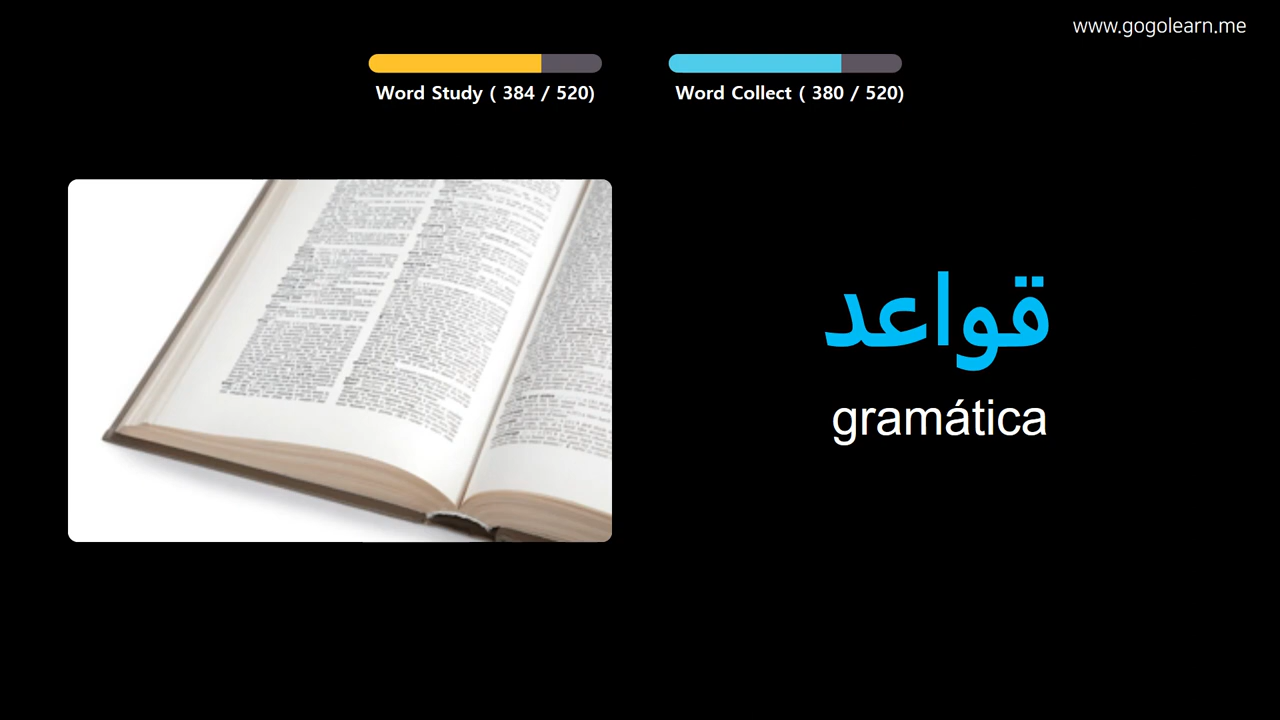 www.gogolearn.me
Word Study ( 384 / 520)
Word Collect ( 380 / 520)
قواعد
gramática